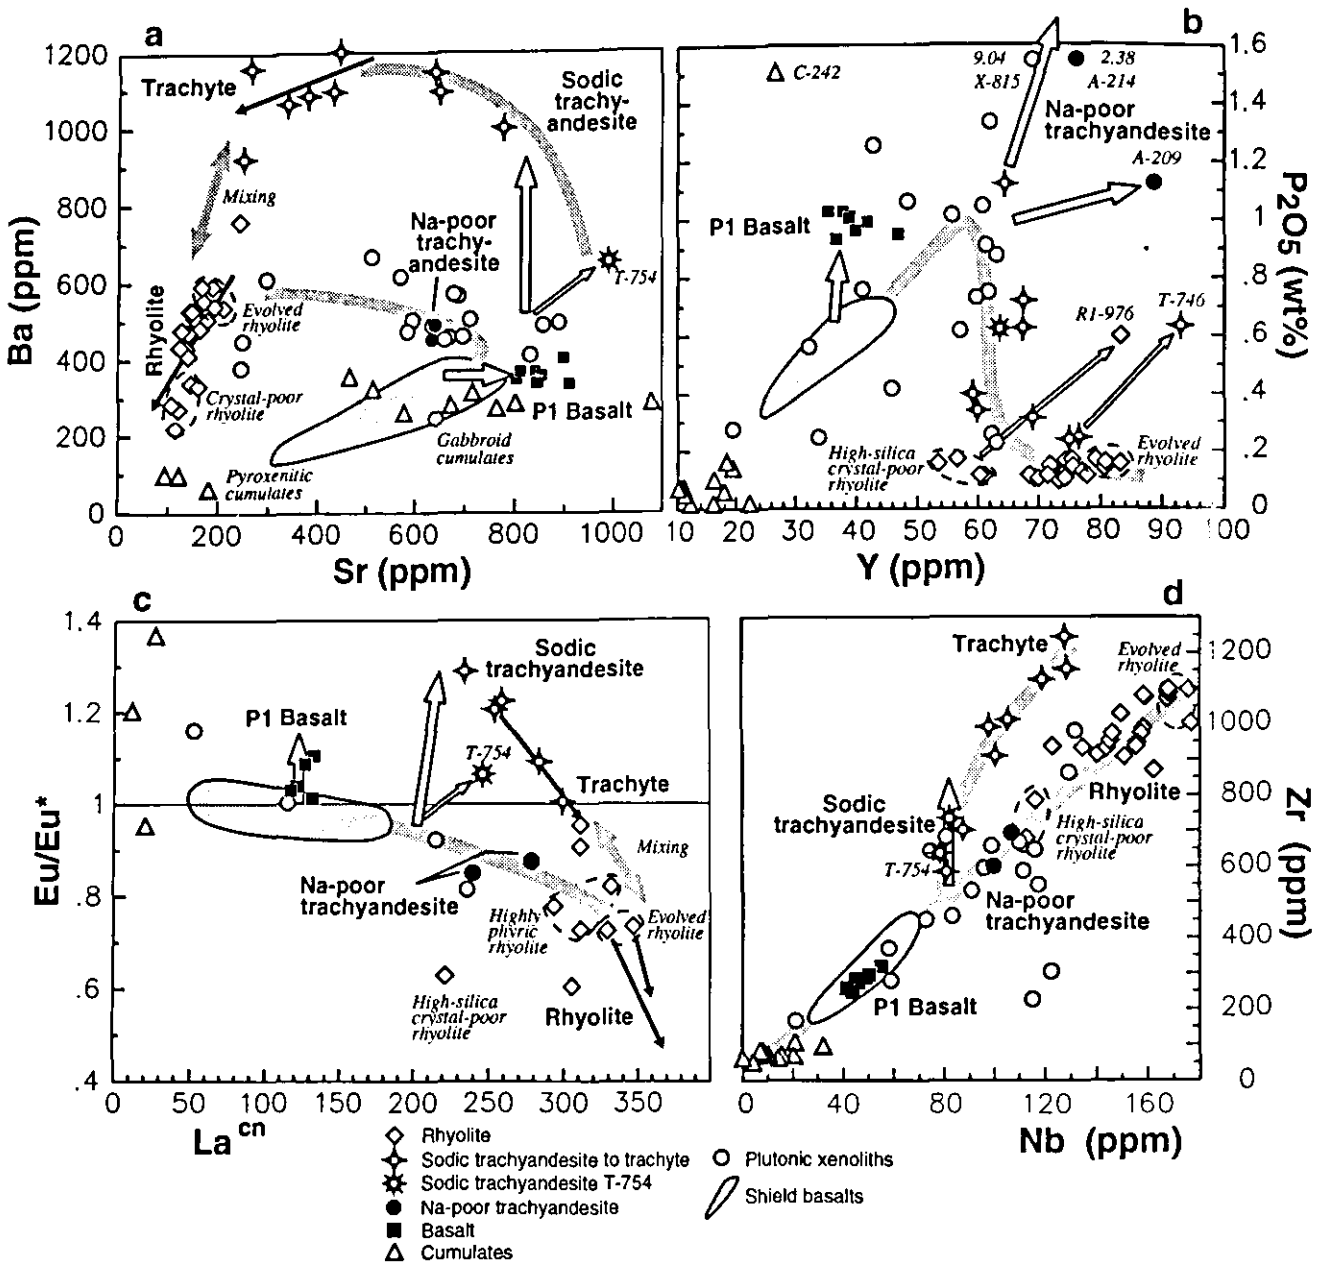 a
1200
1000
800
600
400
200
0
Ba (ppm)
0
200
400
600
800
1000
Sr (ppm)
Trachyte
Sodic
trachy-
andesite
Mixing
Na-poor
trachy-
andesite
T-754
Rhyolite
Evolved
rhyolite
Crystal-poor
rhyolite
P1 Basalt
Gabbroid
cumulates
Pyroxenitic
cumulates
b
C-242
9.04
X-815
2.38
A-214
Na-poor
trachyandesite
A-209
P1 Basalt
R1-976
T-746
High-silica
crystal-poor
rhyolite
Evolved
rhyolite
1.6
1.4
1.2
1
.8
.6
.4
.2
0
P2O5 (wt%)
10
20
30
40
50
60
70
80
90
100
Y (ppm)
c
1.4
1.2
1
.8
.6
.4
Eu/Eu*
0
50
100
150
200
250
300
350
La cn
Sodic
trachyandesite
P1 Basalt
T-754
Trachyte
Mixing
Na-poor
trachyandesite
Highly
phyric
rhyolite
Evolved
rhyolite
High-silica
crystal-poor
rhyolite
Rhyolite
d
Trachyte
Evolved
rhyolite
Sodic
trachyandesite
Rhyolite
High-silica
crystal-poor
rhyolite
T-754
Na-poor
trachyandesite
P1 Basalt
1200
1000
800
600
400
200
0
Zr (ppm)
0
40
80
120
160
Nb (ppm)
Rhyolite
Sodic trachyandesite to trachyte
Sodic trachyandesite T-754
Na-poor trachyandesite
Basalt
Cumulates
Plutonic xenoliths
Shield basalts